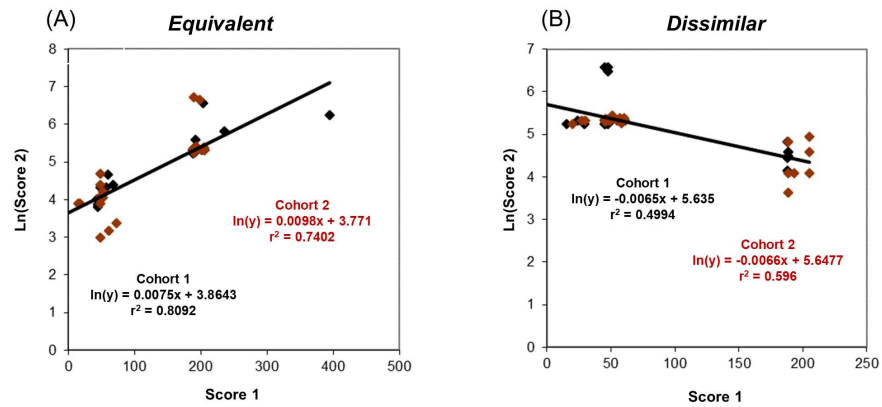 (A)
Equivalent
8
7
6
5
4
3
2
1
0
Ln(Score 2)
0
100
200
300
400
500
Score 1
Cohort 2
ln(y) = 0.0098x + 3.771
r² = 0.7402
Cohort 1
ln(y) = 0.0075x + 3.8643
r² = 0.8092
(B)
Dissimilar
7
6
5
4
3
2
1
0
Ln(Score 2)
0
50
100
150
200
250
Score 1
Cohort 1
ln(y) = -0.0065x + 5.635
r² = 0.4994
Cohort 2
ln(y) = -0.0066x + 5.6477
r² = 0.596